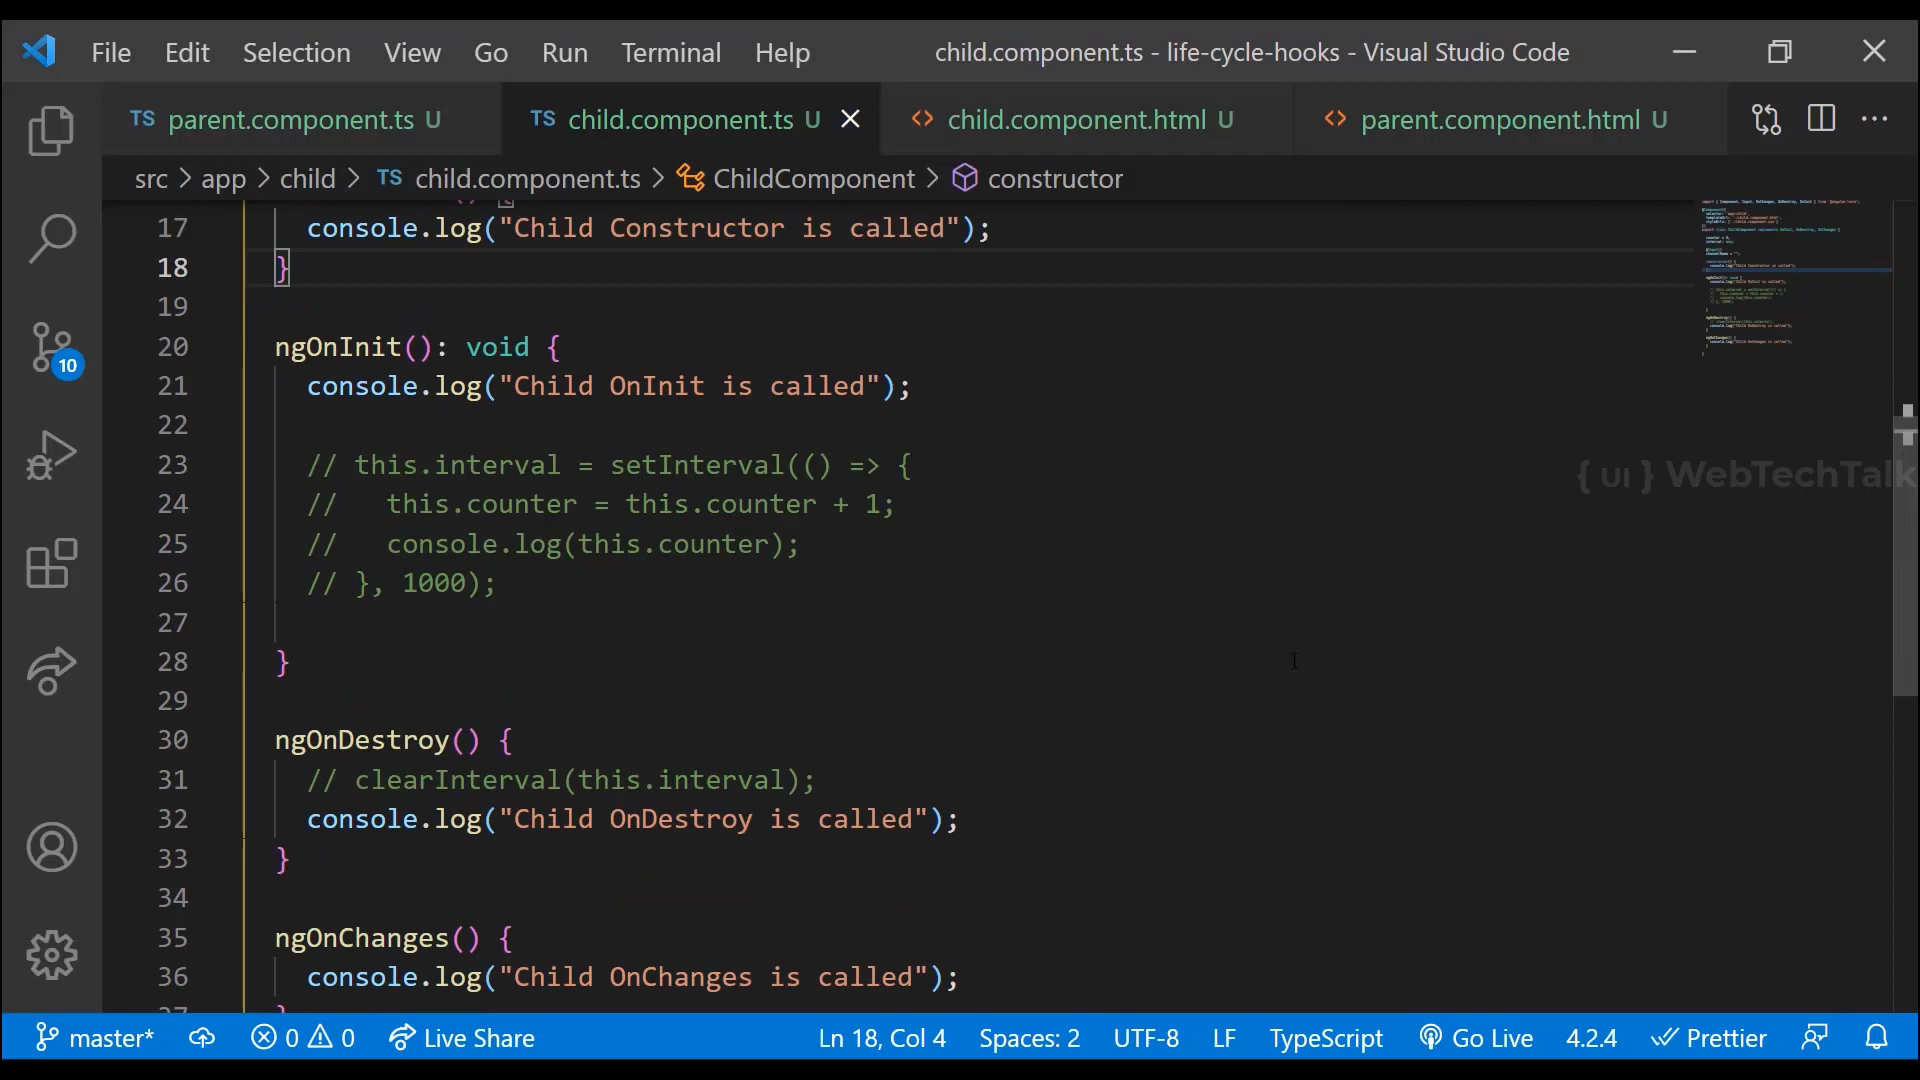 File Edit Selection View Go Run Terminal Help child.component.ts - life-cycle-hooks - Visual Studio Code
TS parent.component.ts U TS child.component.ts U child.component.html U parent.component.html U
src > app > child > TS child.component.ts > ChildComponent > constructor
17 console.log("Child Constructor is called");
18 }
19
20 ngOnInit(): void {
21 console.log("Child OnInit is called");
22
23 // this.interval = setInterval(() => {
24 //   this.counter = this.counter + 1;
25 //   console.log(this.counter);
26 // }, 1000);
27
28 }
29
30 ngOnDestroy() {
31 // clearInterval(this.interval);
32 console.log("Child OnDestroy is called");
33 }
34
35 ngOnChanges() {
36 console.log("Child OnChanges is called");
{ UI } WebTechTalk
10
master* 0 0 Live Share Ln 18, Col 4 Spaces: 2 UTF-8 LF TypeScript Go Live 4.2.4 Prettier